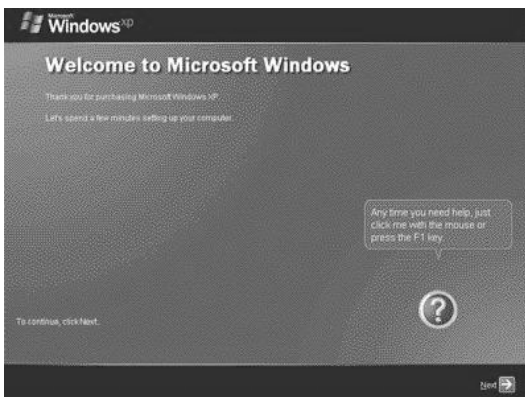 Microsoft
Windows xp
Welcome to Microsoft Windows
Thank you for purchasing Microsoft Windows XP.
Let's spend a few minutes setting up your computer.
Any time you need help, just
click me with the mouse or
press the F1 key.
?
To continue, click Next.
Next